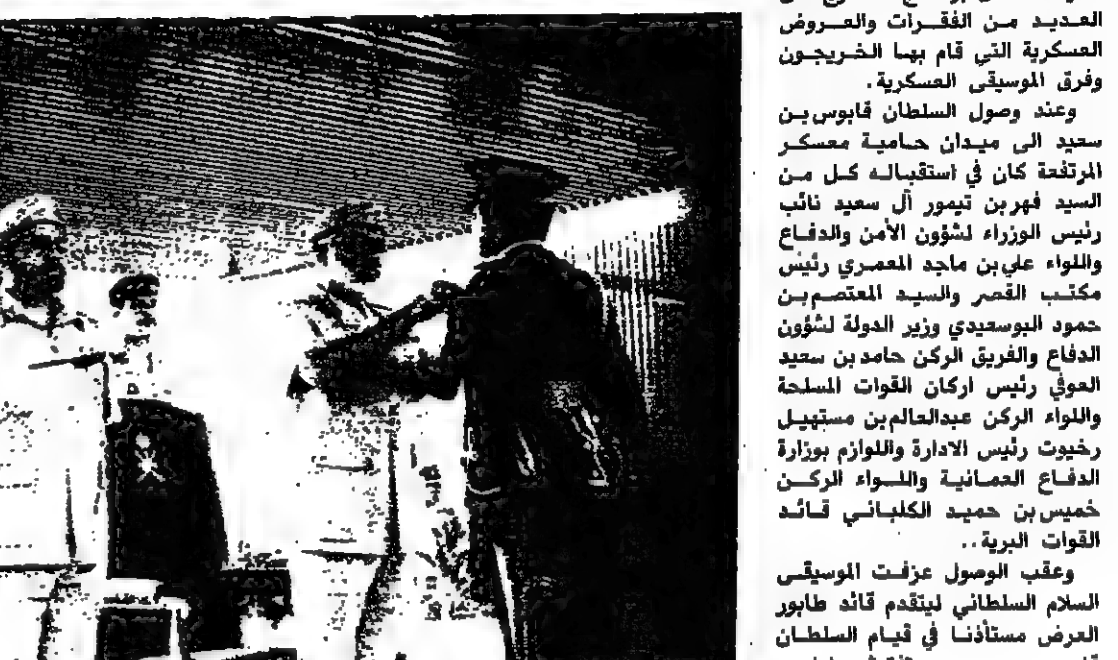 العديد من الفقرات والعروض
العسكرية التي قام بها الخريجون
وفرق الموسيقى العسكرية.
وعند وصول السلطان قابوس بن
سعيد الى ميدان حامية معسكر
المرتفعة كان في استقباله كل من
السيد فهر بن تيمور آل سعيد نائب
رئيس الوزراء لشؤون الأمن والدفاع
واللواء علي بن ماجد المعمري رئيس
مكتب القصر والسيد المعتصم بن
حمود البوسعيدي وزير الدولة لشؤون
الدفاع والفريق الركن حامد بن سعيد
العوفي رئيس اركان القوات المسلحة
واللواء الركن عبدالعالم بن مستهيل
رخيوت رئيس الادارة واللوازم بوزارة
الدفاع العمانية واللواء الركن
خميس بن حميد الكلباني قائد
القوات البرية..
وعقب الوصول عزفت الموسيقى
السلام السلطاني ليتقدم قائد طابور
العرض مستأذنا في قيام السلطان